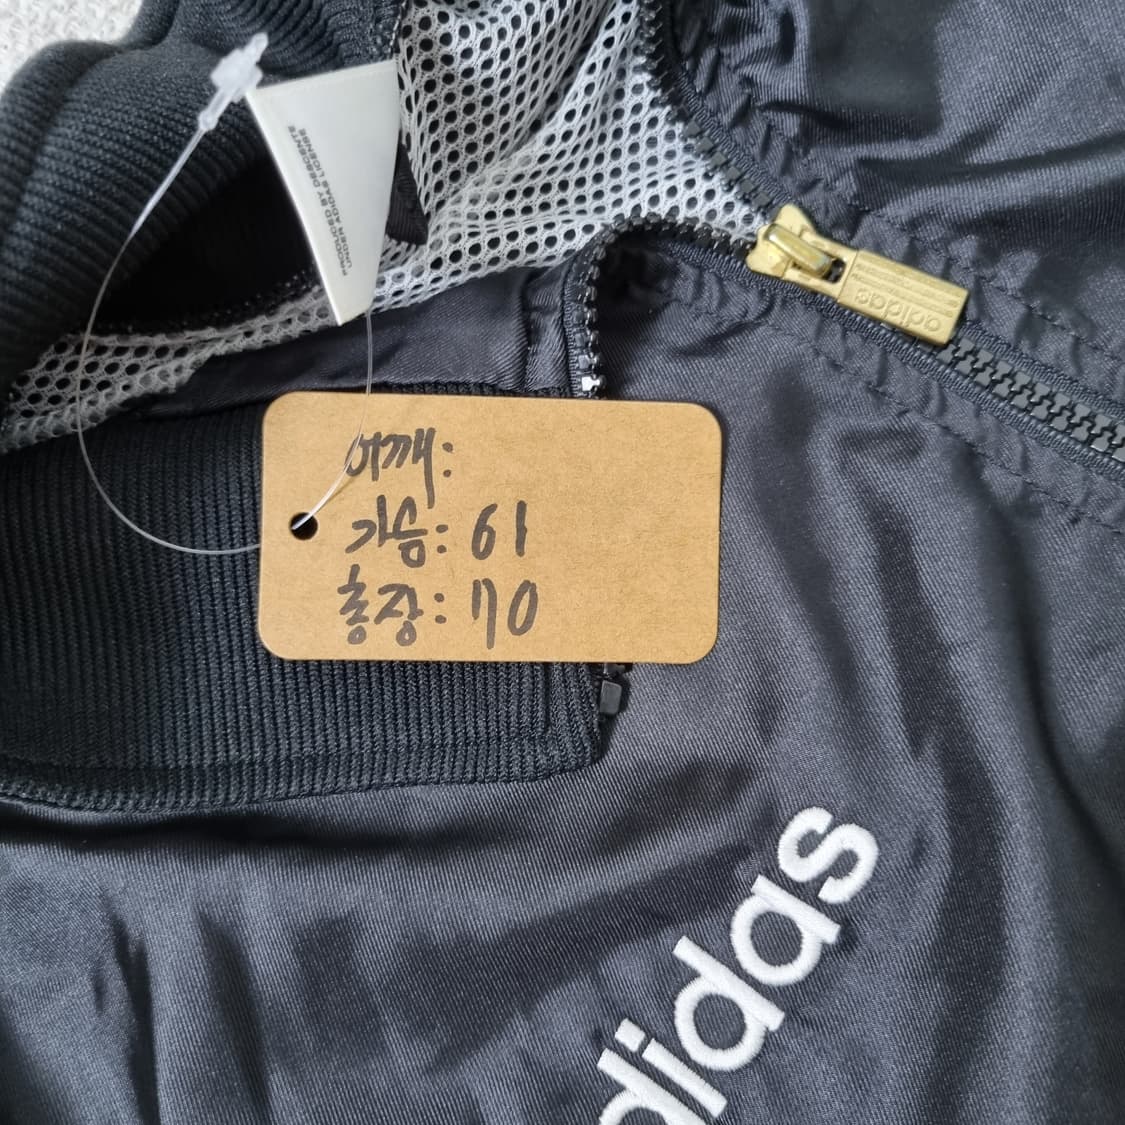 PRODUCED BY DESCENTE
UNDER ADIDAS LICENSE
adidas
어깨:
가슴: 61
총장: 70
adidas